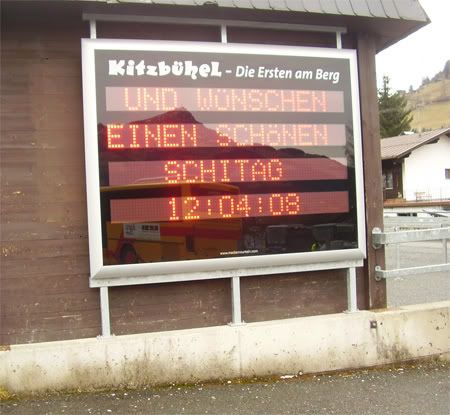 Kitzbühel – Die Ersten am Berg
UND WÜNSCHEN
EINEN SCHÖNEN
SCHITAG
12:04:08